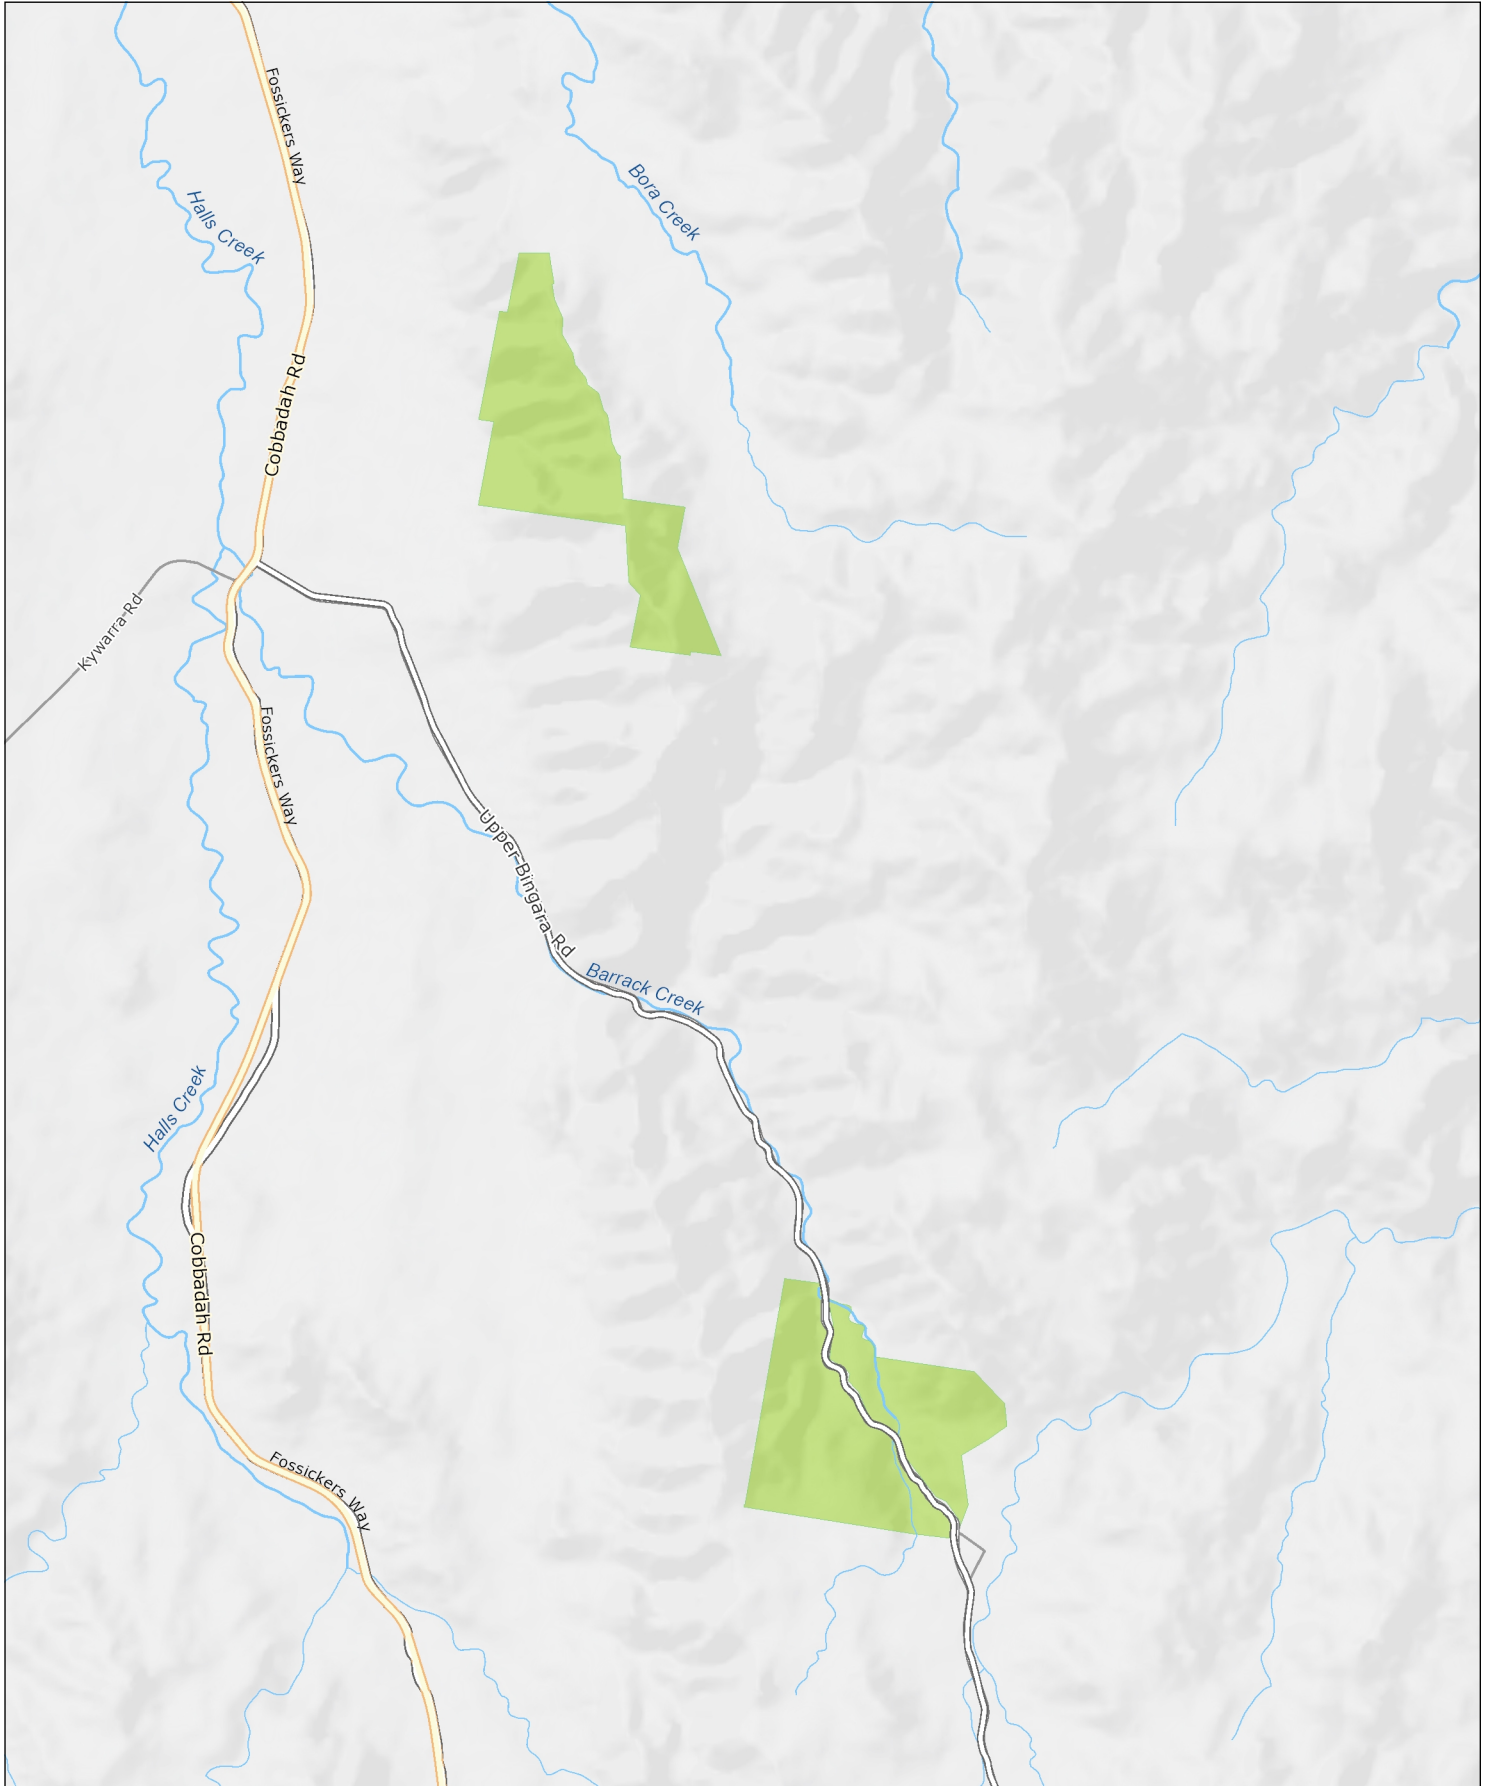 Fossickers Way
Bora Creek
Halls Creek
Cobbadah Rd
Kywarra Rd
Fossickers Way
Upper Bingara Rd
Barrack Creek
Halls Creek
Cobbadah Rd
Fossickers Way